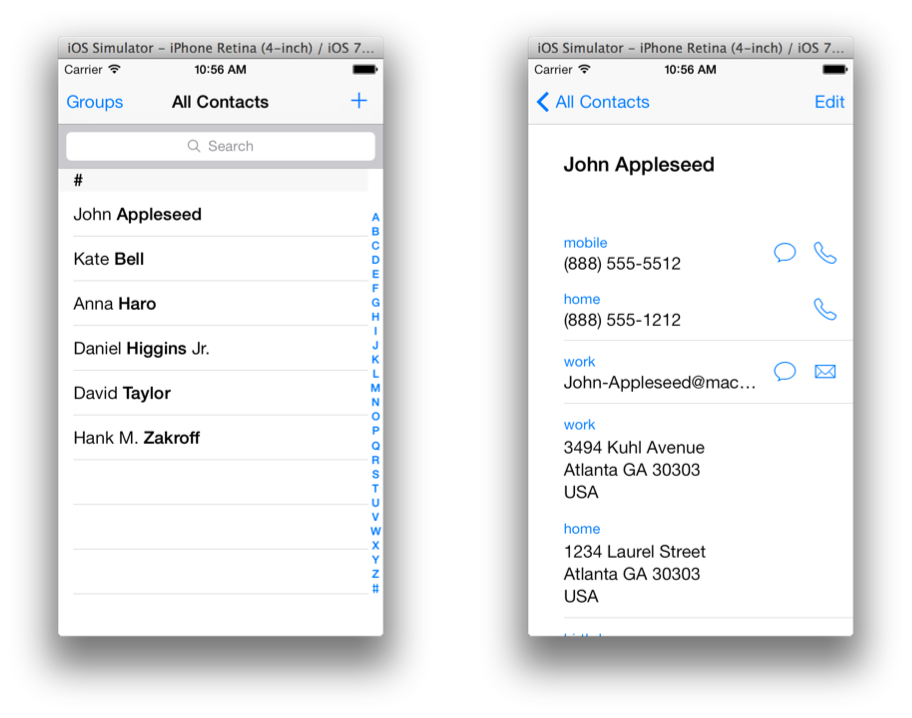 iOS Simulator – iPhone Retina (4-inch) / iOS 7...
Carrier 10:56 AM
Groups All Contacts +
Search
#
John Appleseed
Kate Bell
Anna Haro
Daniel Higgins Jr.
David Taylor
Hank M. Zakroff
A
B
C
D
E
F
G
H
I
J
K
L
M
N
O
P
Q
R
S
T
U
V
W
X
Y
Z
#
iOS Simulator – iPhone Retina (4-inch) / iOS 7...
Carrier 10:56 AM
All Contacts Edit
John Appleseed
mobile
(888) 555-5512
home
(888) 555-1212
work
John-Appleseed@mac...
work
3494 Kuhl Avenue
Atlanta GA 30303
USA
home
1234 Laurel Street
Atlanta GA 30303
USA